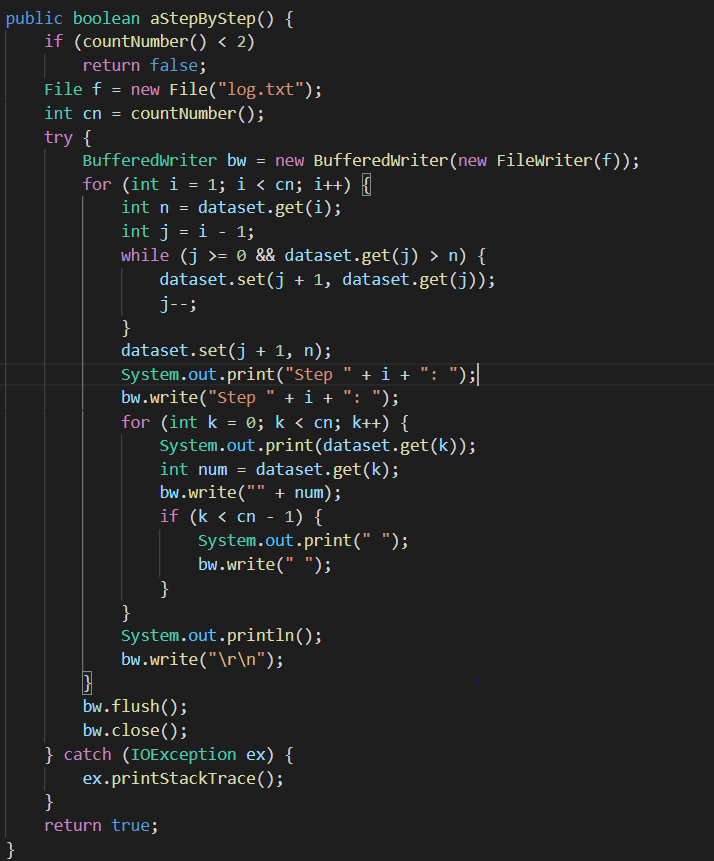 public boolean aStepByStep() {
    if (countNumber() < 2)
        return false;
    File f = new File("log.txt");
    int cn = countNumber();
    try {
        BufferedWriter bw = new BufferedWriter(new FileWriter(f));
        for (int i = 1; i < cn; i++) {
            int n = dataset.get(i);
            int j = i - 1;
            while (j >= 0 && dataset.get(j) > n) {
                dataset.set(j + 1, dataset.get(j));
                j--;
            }
            dataset.set(j + 1, n);
            System.out.print("Step " + i + ": ");
            bw.write("Step " + i + ": ");
            for (int k = 0; k < cn; k++) {
                System.out.print(dataset.get(k));
                int num = dataset.get(k);
                bw.write("" + num);
                if (k < cn - 1) {
                    System.out.print(" ");
                    bw.write(" ");
                }
            }
            System.out.println();
            bw.write("\r\n");
        }
        bw.flush();
        bw.close();
    } catch (IOException ex) {
        ex.printStackTrace();
    }
    return true;
}